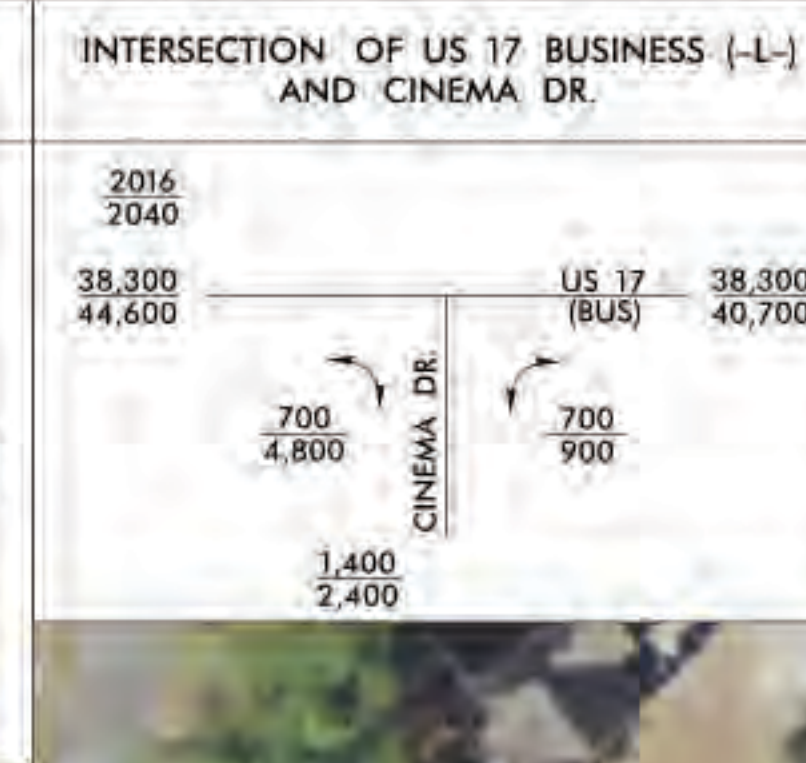 INTERSECTION OF US 17 BUSINESS (-L-)
AND CINEMA DR.
2016
2040
38,300
44,600
US 17
(BUS)
38,300
40,700
CINEMA DR.
700
4,800
700
900
1,400
2,400